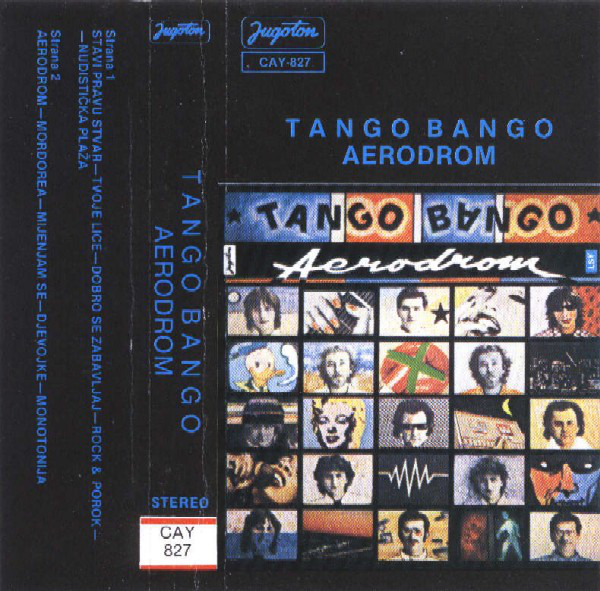 Strana 1
STAVI PRAVU STVAR—TVOJE LICE—DOBRO SE ZABAVLJAJ—ROCK & POROK—
—NUDISTIČKA PLAŽA
Strana 2
AERODROM—MORDOREA—MIJENJAM SE—DJEVOJKE—MONOTONIJA
Jugoton
TANGO BANGO
AERODROM
STEREO
CAY
827
Jugoton
CAY-827
TANGO BANGO
AERODROM
TANGO BANGO
Aerodrom
LSY